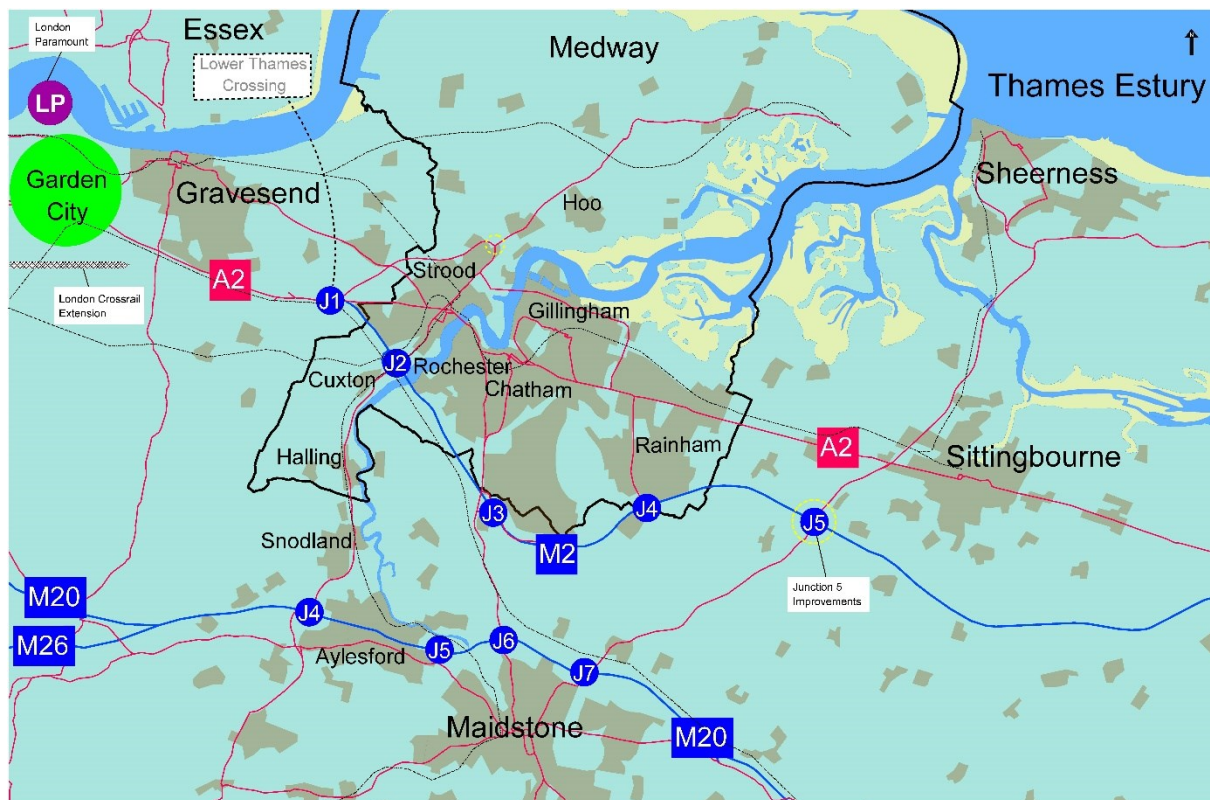 London
Paramount
Essex
Medway
Lower Thames
Crossing
Thames Estury
LP
Garden
City
Gravesend
Sheerness
Hoo
Strood
A2
London Crossrail
Extension
J1
Gillingham
J2
Rochester
Cuxton
Chatham
Rainham
A2
Sittingbourne
Halling
J3
J4
J5
M2
Snodland
Junction 5
Improvements
M20
M26
J4
Aylesford
J5
J6
J7
Maidstone
M20